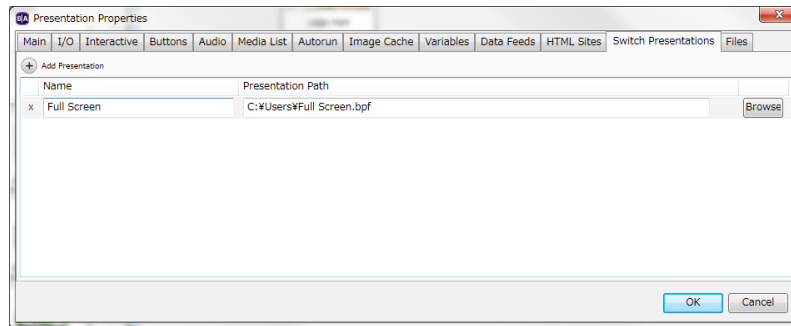 B|A Presentation Properties
Main I/O Interactive Buttons Audio Media List Autorun Image Cache Variables Data Feeds HTML Sites Switch Presentations Files
+ Add Presentation
Name Presentation Path
x Full Screen C:¥Users¥Full Screen.bpf Browse
OK Cancel